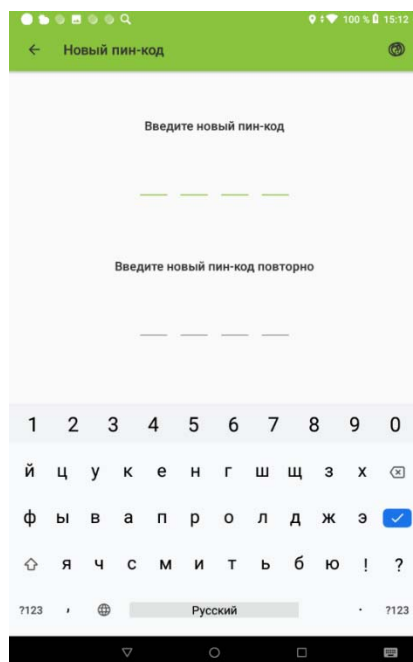 100 % 15:12
Новый пин-код
Введите новый пин-код
Введите новый пин-код повторно
1 2 3 4 5 6 7 8 9 0
й ц у к е н г ш щ з х
ф ы в а п р о л д ж э
я ч с м и т ь б ю ! ?
?123 , Русский . ?123